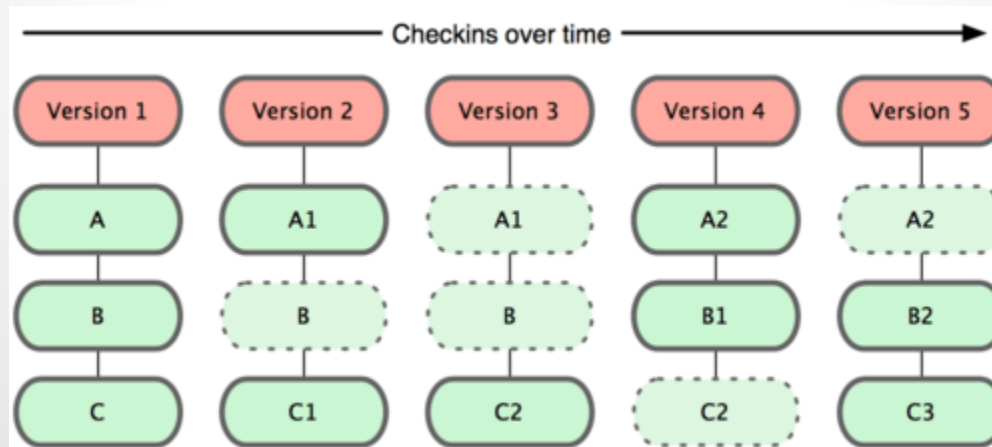 Checkins over time
Version 1 Version 2 Version 3 Version 4 Version 5
A A1 A1 A2 A2
B B B B1 B2
C C1 C2 C2 C3